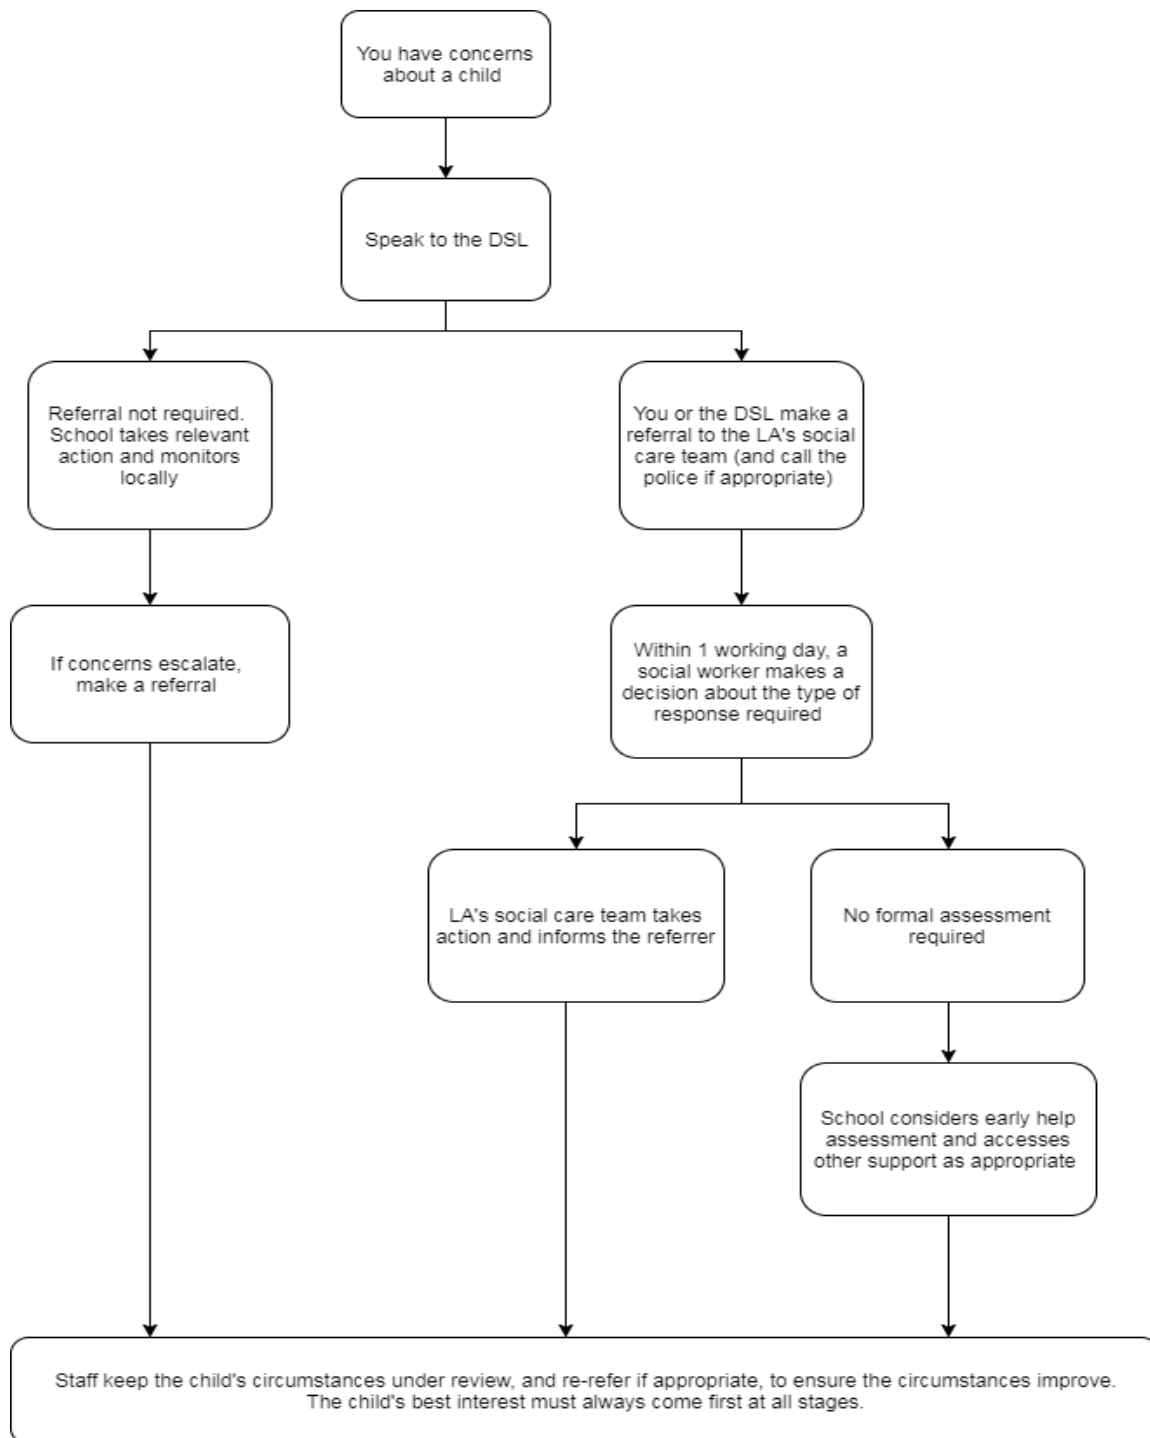 You have concerns
about a child
Speak to the DSL
Referral not required.
School takes relevant
action and monitors
locally
You or the DSL make a
referral to the LA's social
care team (and call the
police if appropriate)
If concerns escalate,
make a referral
Within 1 working day, a
social worker makes a
decision about the type of
response required
LA's social care team takes
action and informs the referrer
No formal assessment
required
School considers early help
assessment and accesses
other support as appropriate
Staff keep the child's circumstances under review, and re-refer if appropriate, to ensure the circumstances improve.
The child's best interest must always come first at all stages.